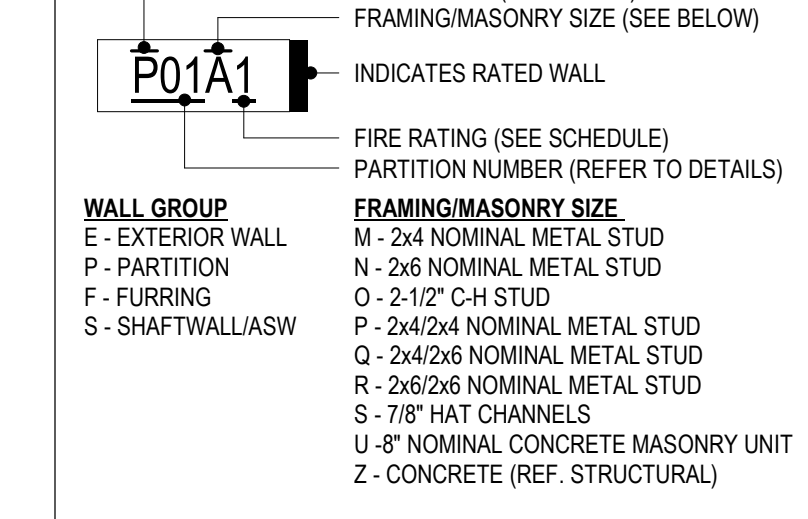 FRAMING/MASONRY SIZE (SEE BELOW)
P01A1
INDICATES RATED WALL
FIRE RATING (SEE SCHEDULE)
PARTITION NUMBER (REFER TO DETAILS)
WALL GROUP
E - EXTERIOR WALL
P - PARTITION
F - FURRING
S - SHAFTWALL/ASW
FRAMING/MASONRY SIZE
M - 2x4 NOMINAL METAL STUD
N - 2x6 NOMINAL METAL STUD
O - 2-1/2" C-H STUD
P - 2x4/2x4 NOMINAL METAL STUD
Q - 2x4/2x6 NOMINAL METAL STUD
R - 2x6/2x6 NOMINAL METAL STUD
S - 7/8" HAT CHANNELS
U -8" NOMINAL CONCRETE MASONRY UNIT
Z - CONCRETE (REF. STRUCTURAL)